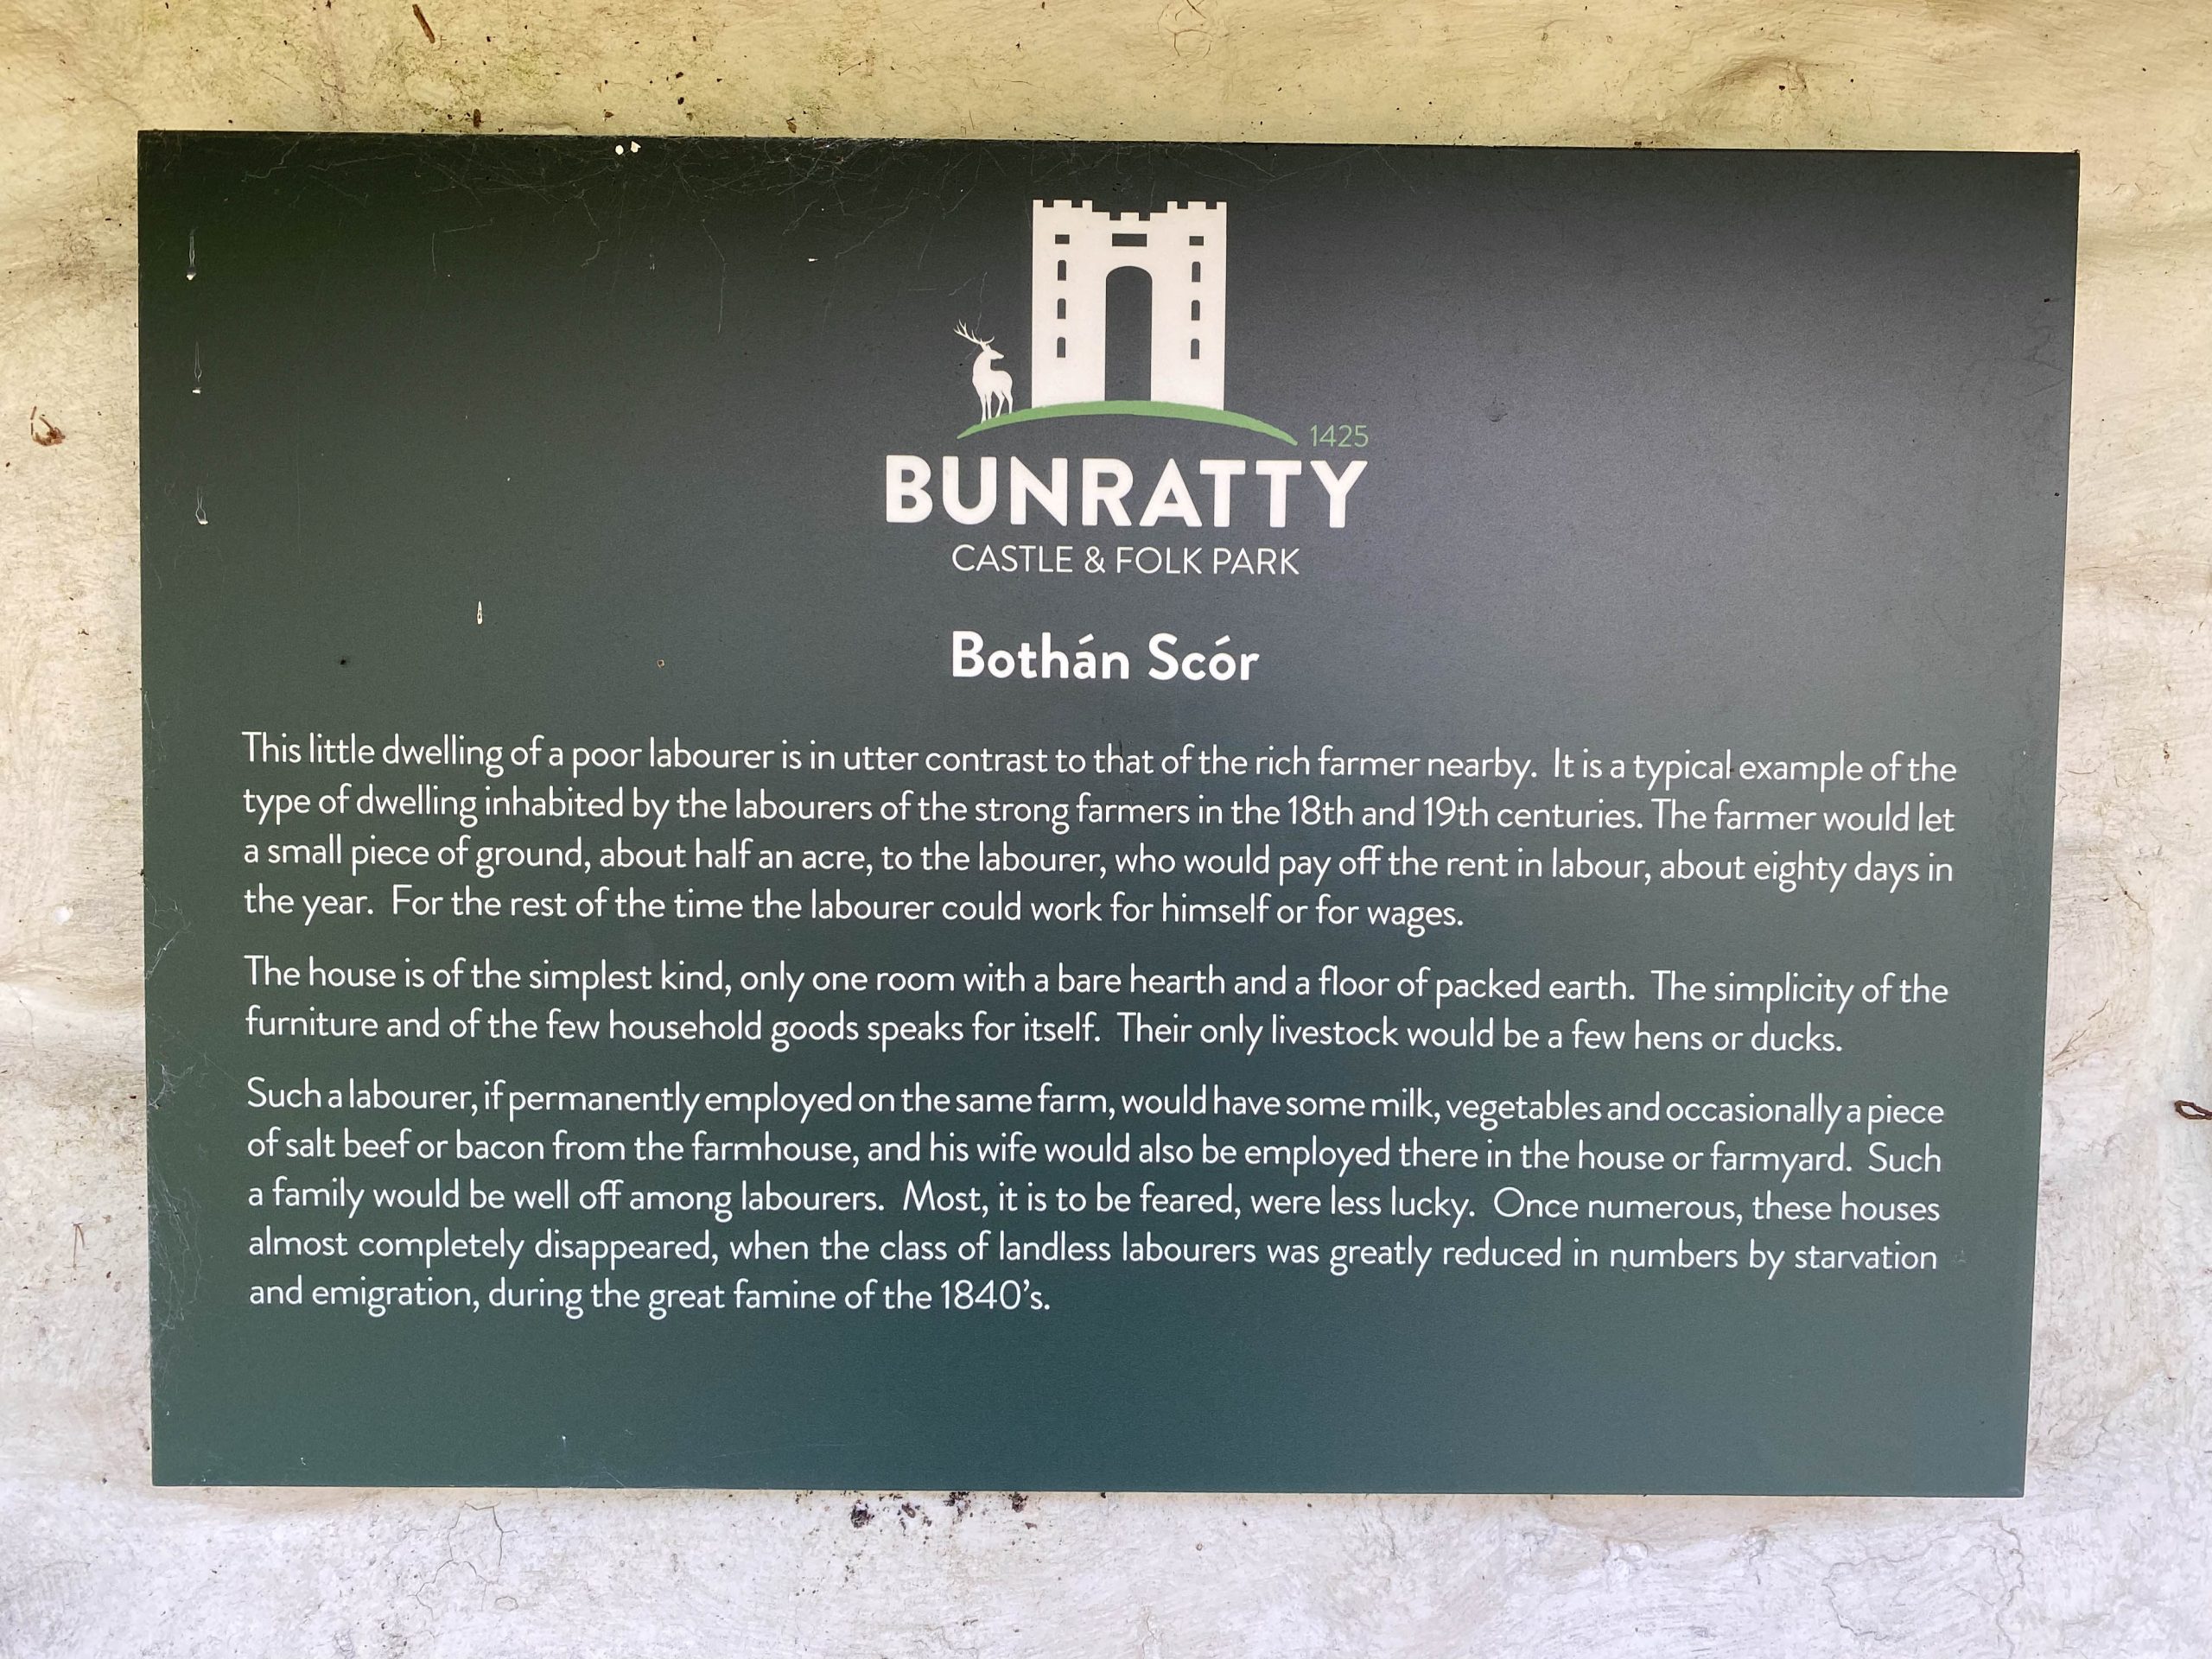 1425
BUNRATTY
CASTLE & FOLK PARK
Bothán Scór
This little dwelling of a poor labourer is in utter contrast to that of the rich farmer nearby. It is a typical example of the
type of dwelling inhabited by the labourers of the strong farmers in the 18th and 19th centuries. The farmer would let
a small piece of ground, about half an acre, to the labourer, who would pay off the rent in labour, about eighty days in
the year. For the rest of the time the labourer could work for himself or for wages.
The house is of the simplest kind, only one room with a bare hearth and a floor of packed earth. The simplicity of the
furniture and of the few household goods speaks for itself. Their only livestock would be a few hens or ducks.
Such a labourer, if permanently employed on the same farm, would have some milk, vegetables and occasionally a piece
of salt beef or bacon from the farmhouse, and his wife would also be employed there in the house or farmyard. Such
a family would be well off among labourers. Most, it is to be feared, were less lucky. Once numerous, these houses
almost completely disappeared, when the class of landless labourers was greatly reduced in numbers by starvation
and emigration, during the great famine of the 1840's.